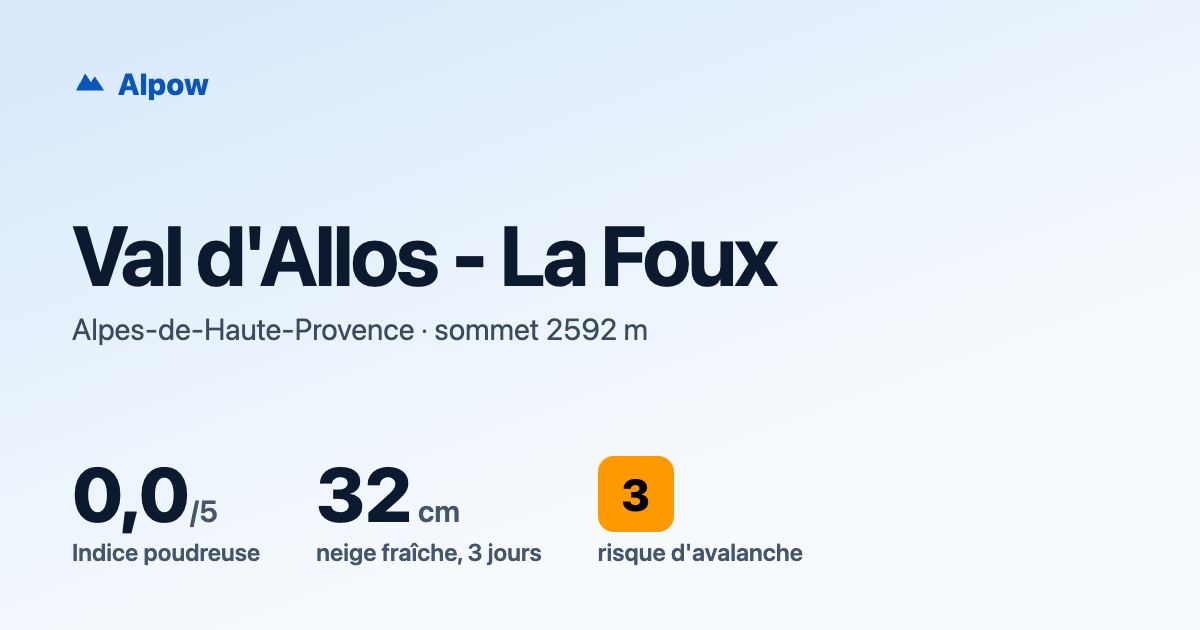 Alpow
Val d'Allos - La Foux
Alpes-de-Haute-Provence · sommet 2592 m
0,0/5
Indice poudreuse
32 cm
neige fraîche, 3 jours
3
risque d'avalanche